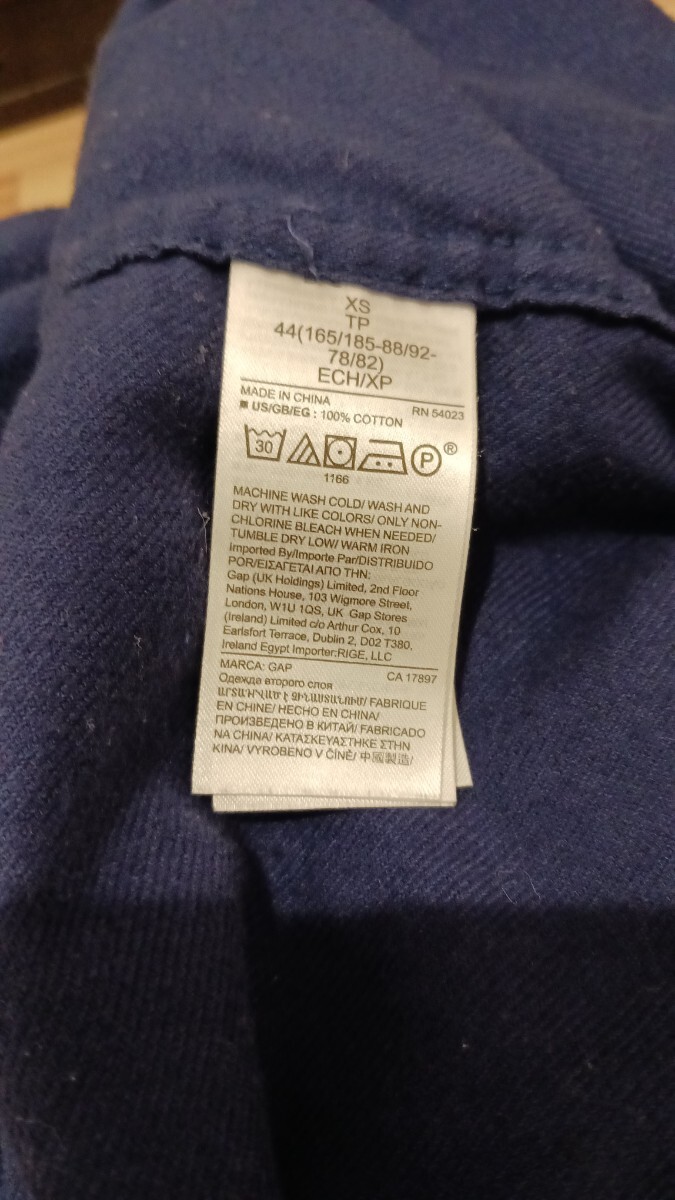 XS
TP
44(165/185-88/92-
78/82)
ECH/XP
MADE IN CHINA RN 54023
■ US/GB/EG : 100% COTTON
30 P ®
1166
MACHINE WASH COLD/ WASH AND
DRY WITH LIKE COLORS/ ONLY NON-
CHLORINE BLEACH WHEN NEEDED/
TUMBLE DRY LOW/ WARM IRON
Imported By/Importe Par/DISTRIBUIDO
POR/ΕΙΣΑΓΕΤΑΙ ΑΠΟ ΤΗΝ:
Gap (UK Holdings) Limited, 2nd Floor
Nations House, 103 Wigmore Street,
London, W1U 1QS, UK Gap Stores
(Ireland) Limited c/o Arthur Cox, 10
Earlsfort Terrace, Dublin 2, D02 T380,
Ireland Egypt Importer:RIGE, LLC
MARCA: GAP CA 17897
Одежда второго слоя
ԱՐՏԱԴՐՎԱԾ Է ՉԻՆԱՍՏԱՆՈՒՄ/ FABRIQUE
EN CHINE/ HECHO EN CHINA/
ПРОИЗВЕДЕНО В КИТАЙ/ FABRICADO
NA CHINA/ ΚΑΤΑΣΚΕΥΑΣΤΗΚΕ ΣΤΗΝ
ΚΙΝΑ/ VYROBENO V ČÍNĚ/ 中國製造/